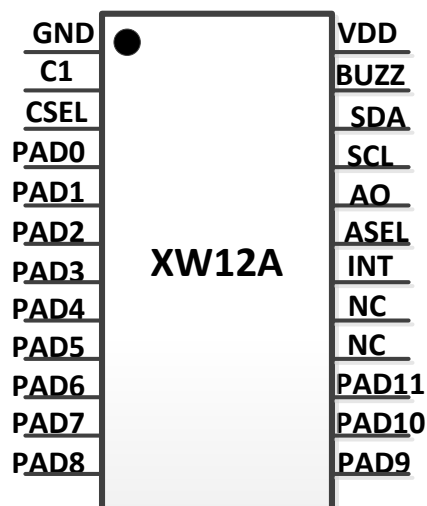 GND VDD
C1 BUZZ
CSEL SDA
PAD0 SCL
PAD1 AO
PAD2 ASEL
XW12A
PAD3 INT
PAD4 NC
PAD5 NC
PAD6 PAD11
PAD7 PAD10
PAD8 PAD9